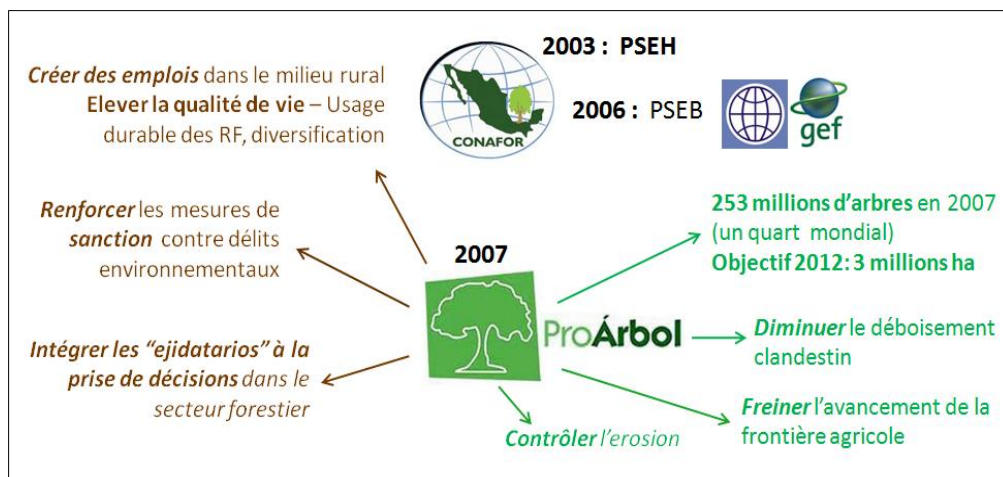 2003 : PSEH
Créer des emplois dans le milieu rural
Elever la qualité de vie – Usage
durable des RF, diversification
CONAFOR
2006 : PSEB
gef
Renforcer les mesures de
sanction contre délits
environnementaux
253 millions d'arbres en 2007
(un quart mondial)
Objectif 2012: 3 millions ha
2007
ProÁrbol
Diminuer le déboisement
clandestin
Intégrer les "ejidatarios" à la
prise de décisions dans le
secteur forestier
Freiner l'avancement de la
frontière agricole
Contrôler l'erosion